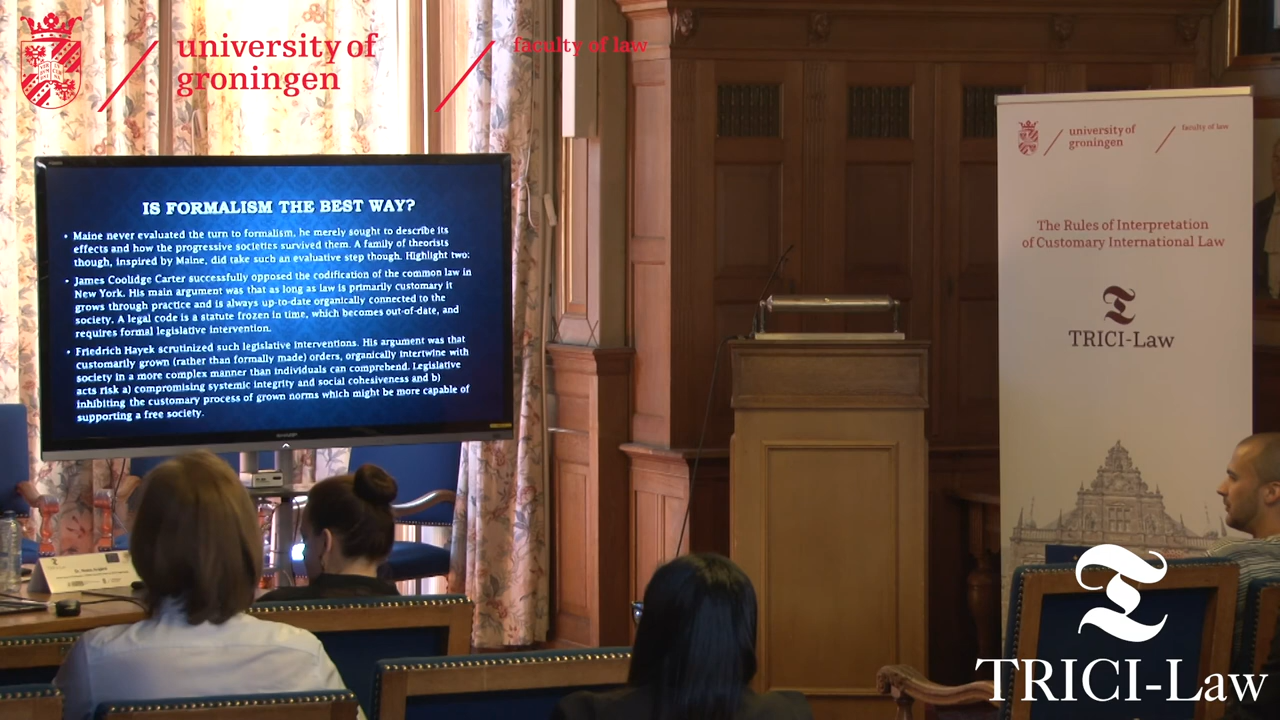 university of
groningen
faculty of law
IS FORMALISM THE BEST WAY?
• Maine never evaluated the turn to formalism, he merely sought to describe its
effects and how the progressive societies survived them. A family of theorists
though, inspired by Maine, did take such an evaluative step though. Highlight two:
• James Coolidge Carter successfully opposed the codification of the common law in
New York. His main argument was that as long as law is primarily customary it
grows through practice and is always up-to-date organically connected to the
society. A legal code is a statute frozen in time, which becomes out-of-date, and
requires formal legislative intervention.
• Friedrich Hayek scrutinized such legislative interventions. His argument was that
customarily grown (rather than formally made) orders, organically intertwine with
society in a more complex manner than individuals can comprehend. Legislative
acts risk a) compromising systemic integrity and social cohesiveness and b)
inhibiting the customary process of grown norms which might be more capable of
supporting a free society.
SHARP
university of
groningen
faculty of law
The Rules of Interpretation
of Customary International Law
TRICI-Law
TRICI-Law